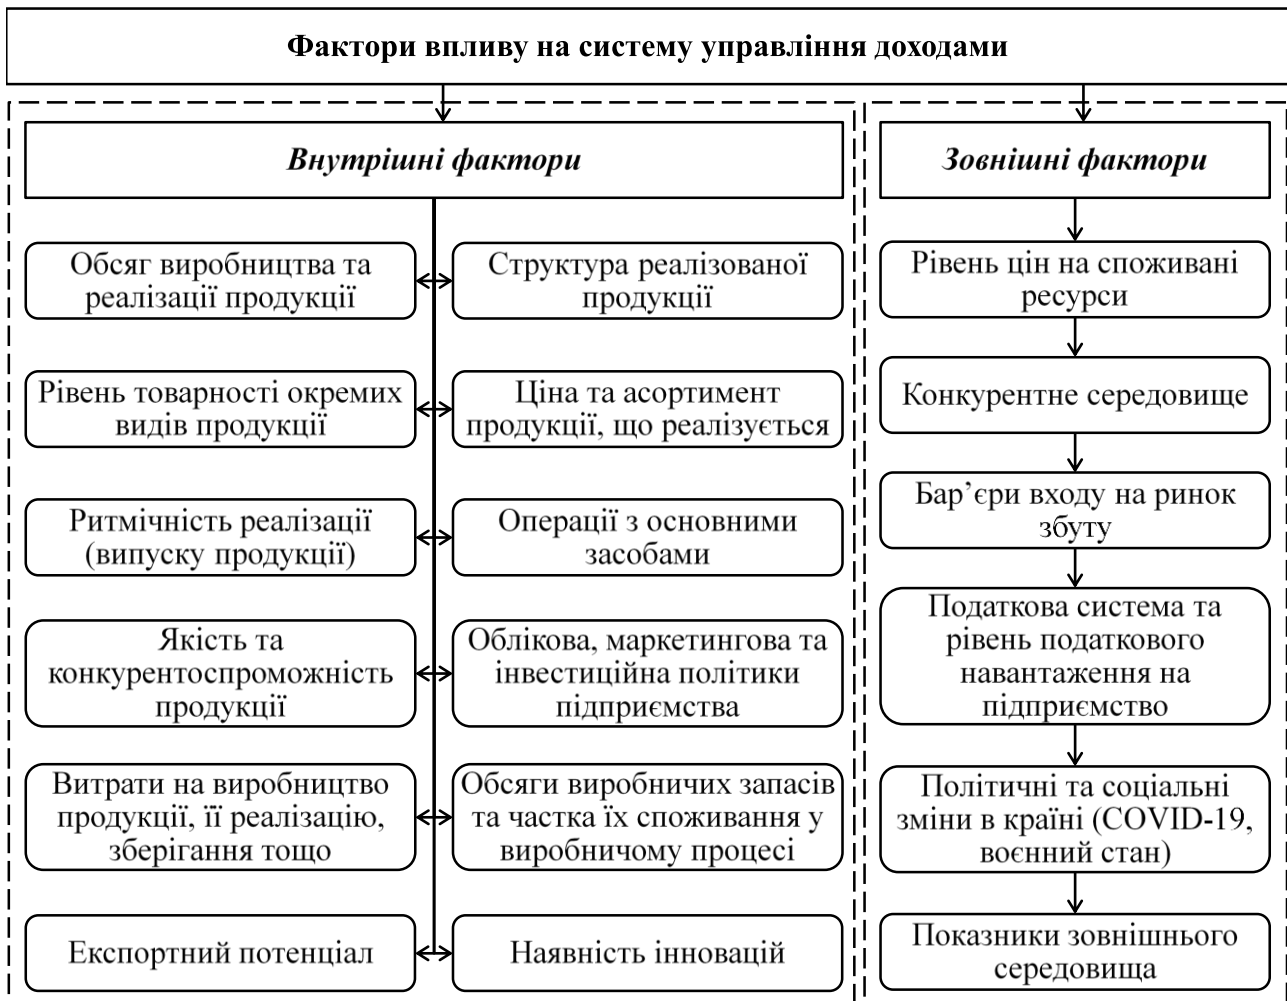 Фактори впливу на систему управління доходами
Внутрішні фактори
Обсяг виробництва та
реалізації продукції
Структура реалізованої
продукції
Рівень товарності окремих
видів продукції
Ціна та асортимент
продукції, що реалізується
Ритмічність реалізації
(випуску продукції)
Операції з основними
засобами
Якість та
конкурентоспроможність
продукції
Облікова, маркетингова та
інвестиційна політики
підприємства
Витрати на виробництво
продукції, її реалізацію,
зберігання тощо
Обсяги виробничих запасів
та частка їх споживання у
виробничому процесі
Експортний потенціал
Наявність інновацій
Зовнішні фактори
Рівень цін на споживані
ресурси
Конкурентне середовище
Бар’єри входу на ринок
збуту
Податкова система та
рівень податкового
навантаження на
підприємство
Політичні та соціальні
зміни в країні (COVID-19,
воєнний стан)
Показники зовнішнього
середовища